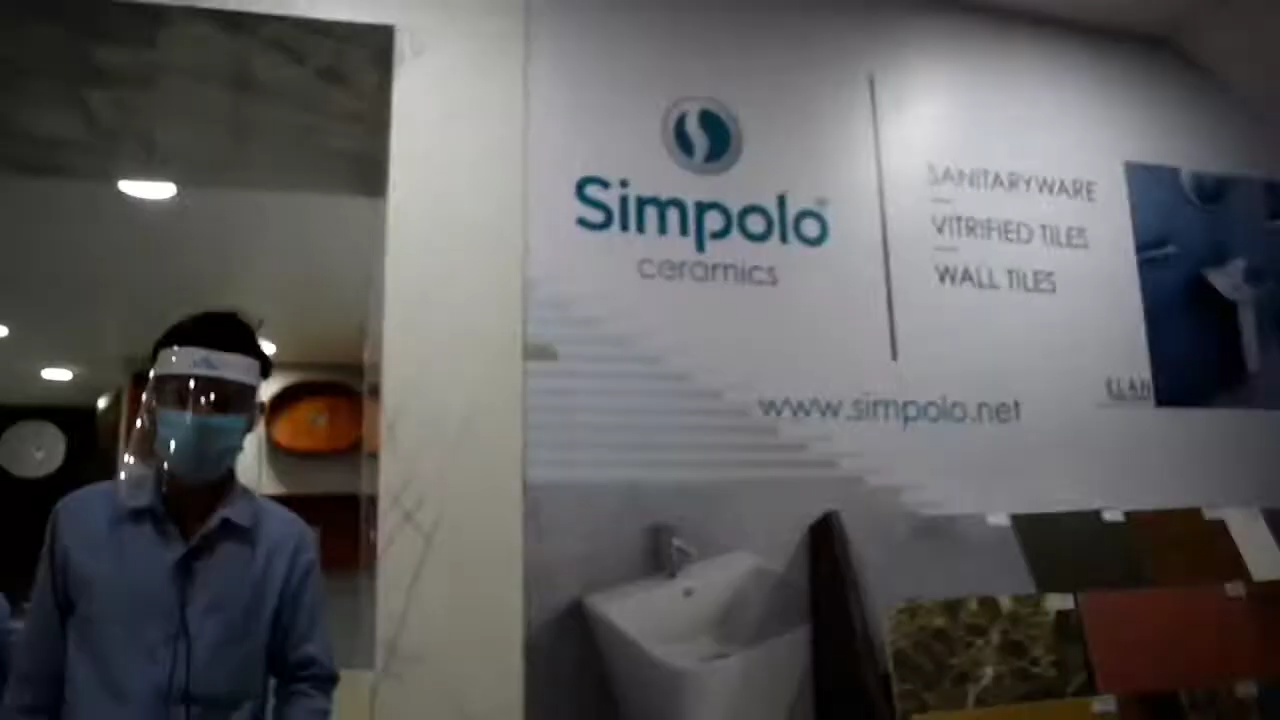 Simpolo
ceramics
SANITARYWARE
VITRIFIED TILES
WALL TILES
www.simpolo.net